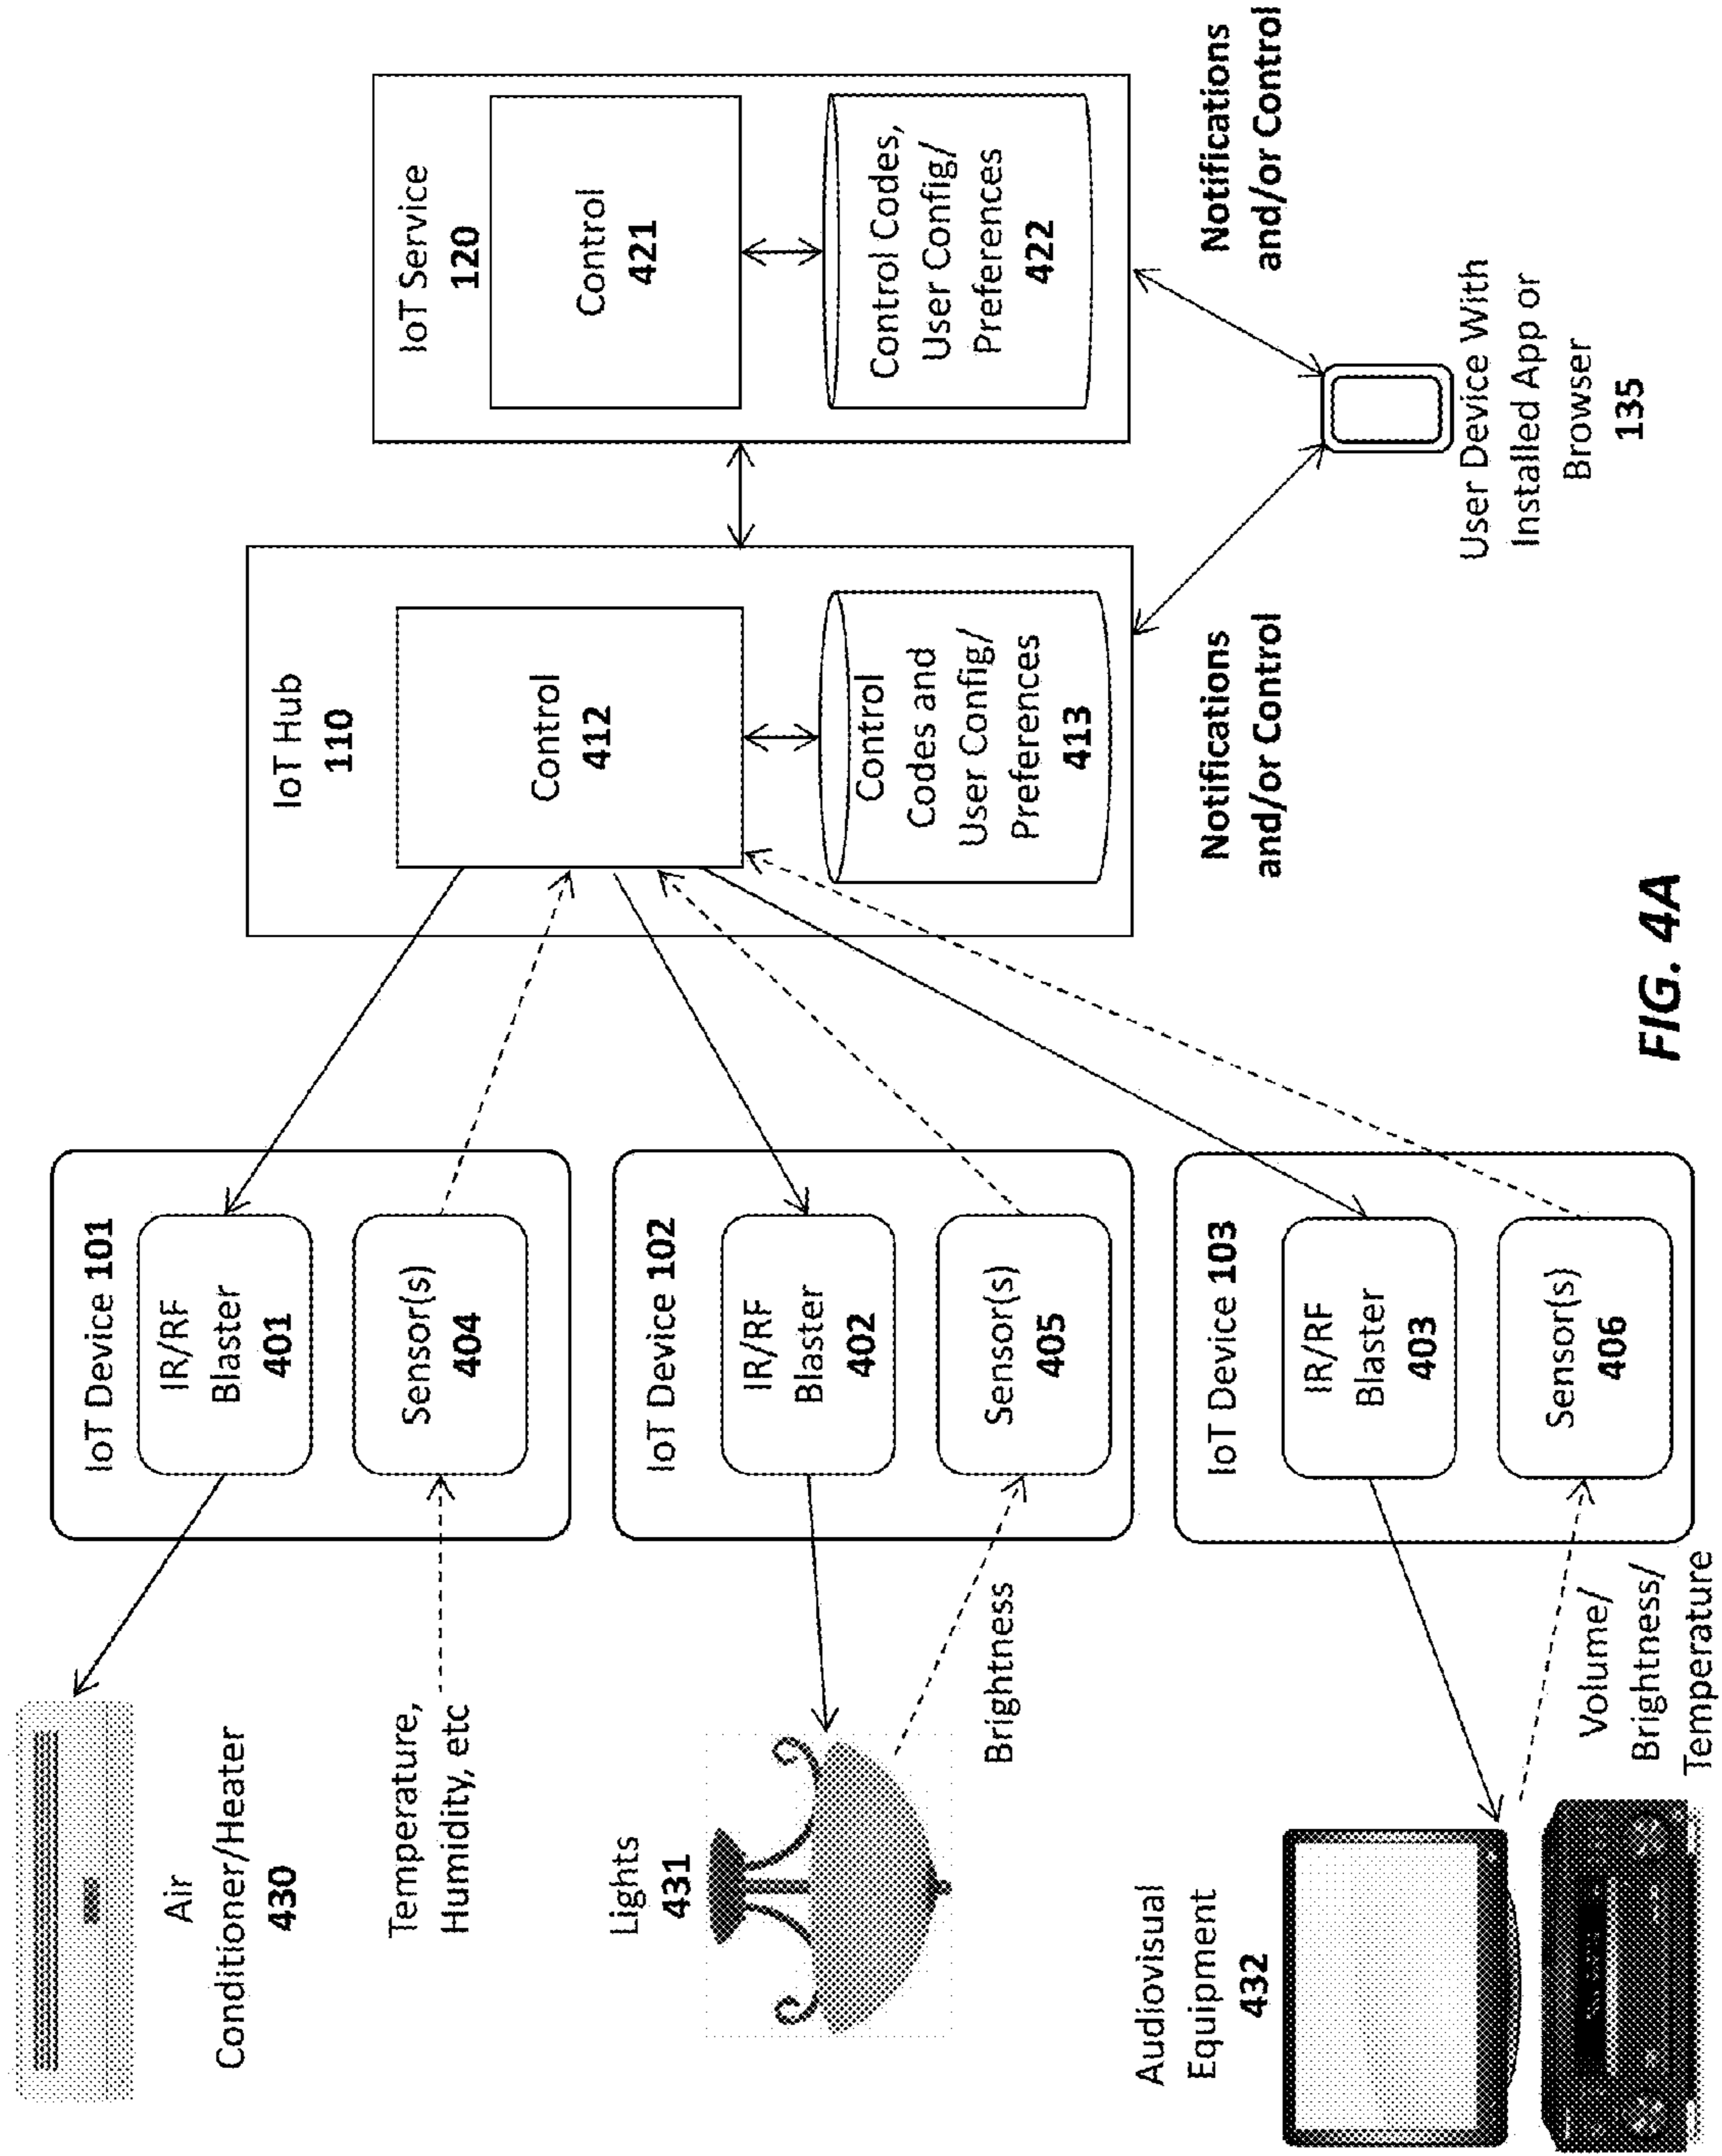 Air
Conditioner/Heater
430
Temperature,
Humidity, etc
Lights
431
Brightness
Audiovisual
Equipment
432
Volume/
Brightness/
Temperature
IoT Device 101
IR/RF
Blaster
401
Sensor(s)
404
IoT Device 102
IR/RF
Blaster
402
Sensor(s)
405
IoT Device 103
IR/RF
Blaster
403
Sensor(s)
406
IoT Hub
110
Control
412
Control
Codes and
User Config/
Preferences
413
Notifications
and/or Control
IoT Service
120
Control
421
Control Codes,
User Config/
Preferences
422
Notifications
and/or Control
User Device With
Installed App or
Browser
135
FIG. 4A